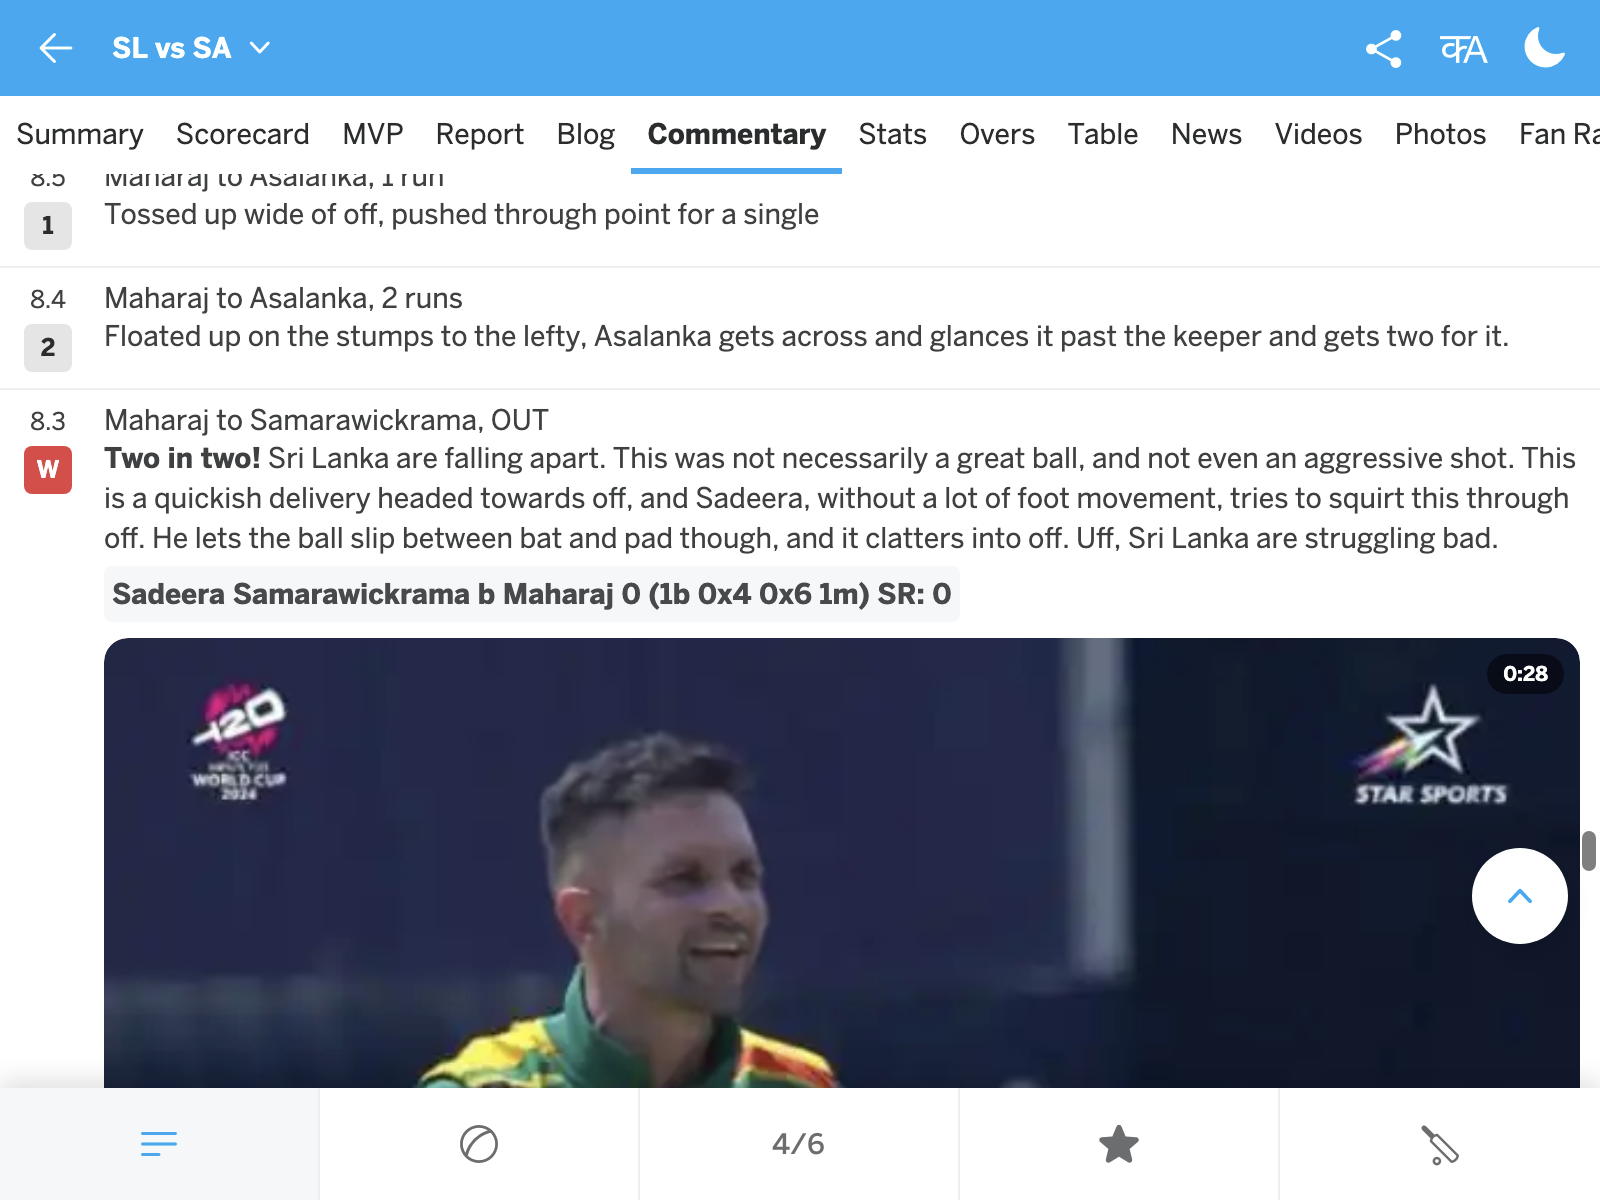 SL vs SA
Summary Scorecard MVP Report Blog Commentary Stats Overs Table News Videos Photos Fan Ra
8.5 Maharaj to Asalanka, 1 run
1 Tossed up wide of off, pushed through point for a single
8.4 Maharaj to Asalanka, 2 runs
2 Floated up on the stumps to the lefty, Asalanka gets across and glances it past the keeper and gets two for it.
8.3 Maharaj to Samarawickrama, OUT
W Two in two! Sri Lanka are falling apart. This was not necessarily a great ball, and not even an aggressive shot. This
is a quickish delivery headed towards off, and Sadeera, without a lot of foot movement, tries to squirt this through
off. He lets the ball slip between bat and pad though, and it clatters into off. Uff, Sri Lanka are struggling bad.
Sadeera Samarawickrama b Maharaj 0 (1b 0x4 0x6 1m) SR: 0
0:28
T20
ICC
WORLD CUP
2024
STAR SPORTS
4/6